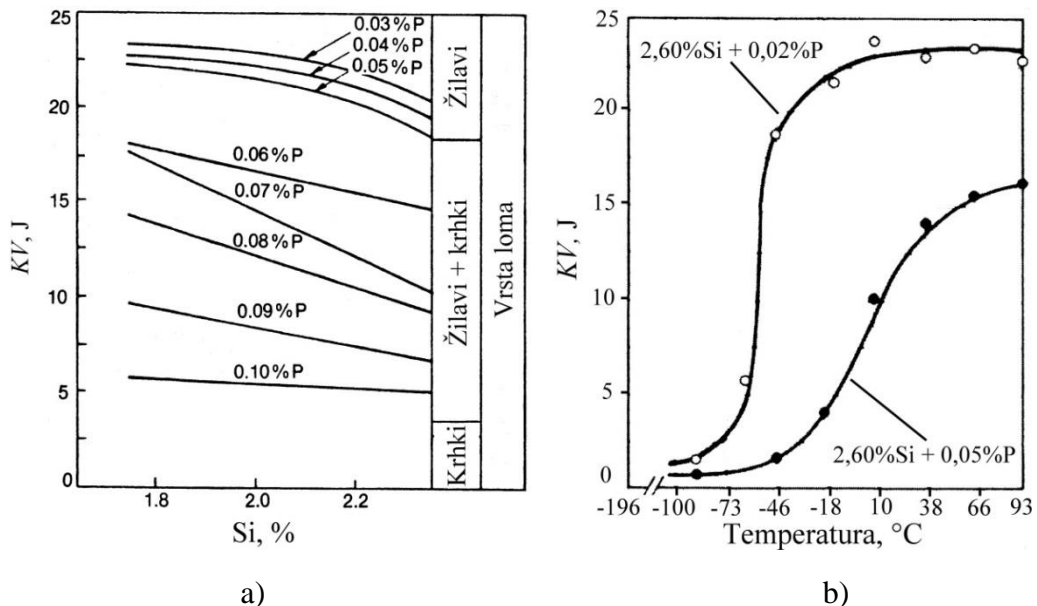 25
20
15
10
5
0
KV, J
0.03%P
0.04%P
0.05%P
0.06%P
0.07%P
0.08%P
0.09%P
0.10%P
Žilavi
Žilavi + krhki
Krhki
Vrsta loma
1.8 2.0 2.2
Si, %
a)
25
20
15
10
5
0
KV, J
2,60%Si + 0,02%P
2,60%Si + 0,05%P
-196 -100 -73 -46 -18 10 38 66 93
Temperatura, °C
b)